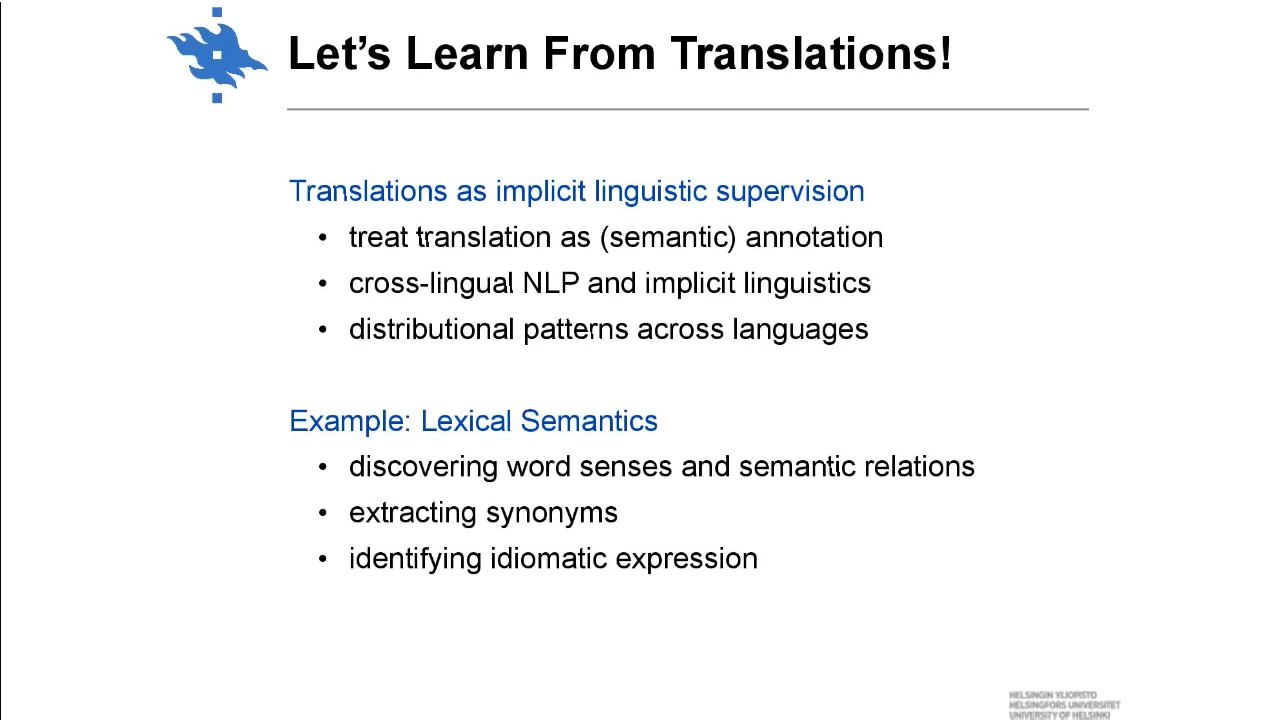 Let's Learn From Translations!
Translations as implicit linguistic supervision
• treat translation as (semantic) annotation
• cross-lingual NLP and implicit linguistics
• distributional patterns across languages
Example: Lexical Semantics
• discovering word senses and semantic relations
• extracting synonyms
• identifying idiomatic expression
HELSINGIN YLIOPISTO
HELSINGFORS UNIVERSITET
UNIVERSITY OF HELSINKI